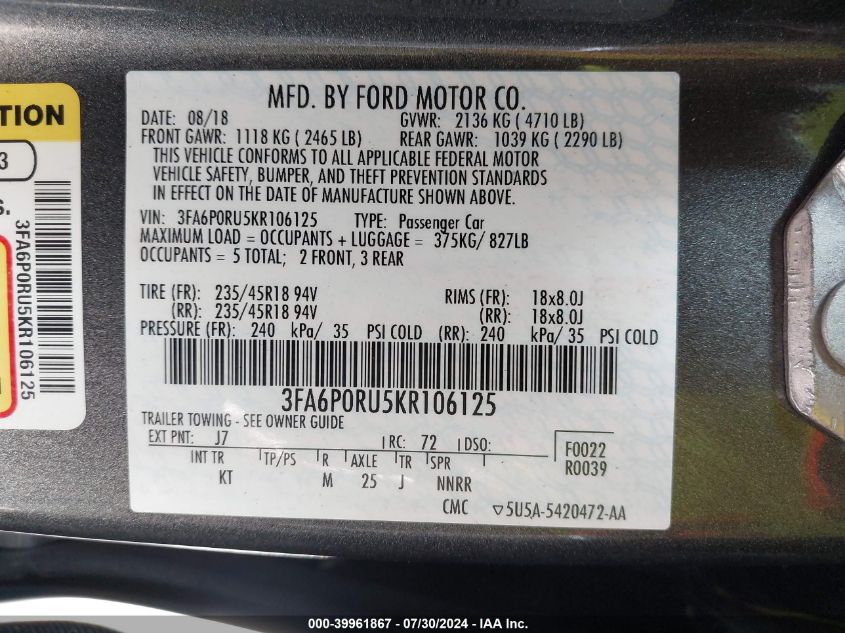 TION
3
S.
3FA6P0RU5KR106125
MFD. BY FORD MOTOR CO.
DATE: 08/18 GVWR: 2136 KG ( 4710 LB)
FRONT GAWR: 1118 KG ( 2465 LB) REAR GAWR: 1039 KG ( 2290 LB)
THIS VEHICLE CONFORMS TO ALL APPLICABLE FEDERAL MOTOR
VEHICLE SAFETY, BUMPER, AND THEFT PREVENTION STANDARDS
IN EFFECT ON THE DATE OF MANUFACTURE SHOWN ABOVE.
VIN: 3FA6P0RU5KR106125 TYPE: Passenger Car
MAXIMUM LOAD = OCCUPANTS + LUGGAGE = 375KG/ 827LB
OCCUPANTS = 5 TOTAL; 2 FRONT, 3 REAR
TIRE (FR): 235/45R18 94V RIMS (FR): 18x8.0J
(RR): 235/45R18 94V (RR): 18x8.0J
PRESSURE (FR): 240 kPa/ 35 PSI COLD (RR): 240 kPa/ 35 PSI COLD
3FA6P0RU5KR106125
TRAILER TOWING - SEE OWNER GUIDE
EXT PNT: J7 RC: 72 DSO: F0022
R0039
INT TR TP/PS R AXLE TR SPR
KT M 25 J NNRR
CMC ▽5U5A-5420472-AA
000-39961867 - 07/30/2024 - IAA Inc.